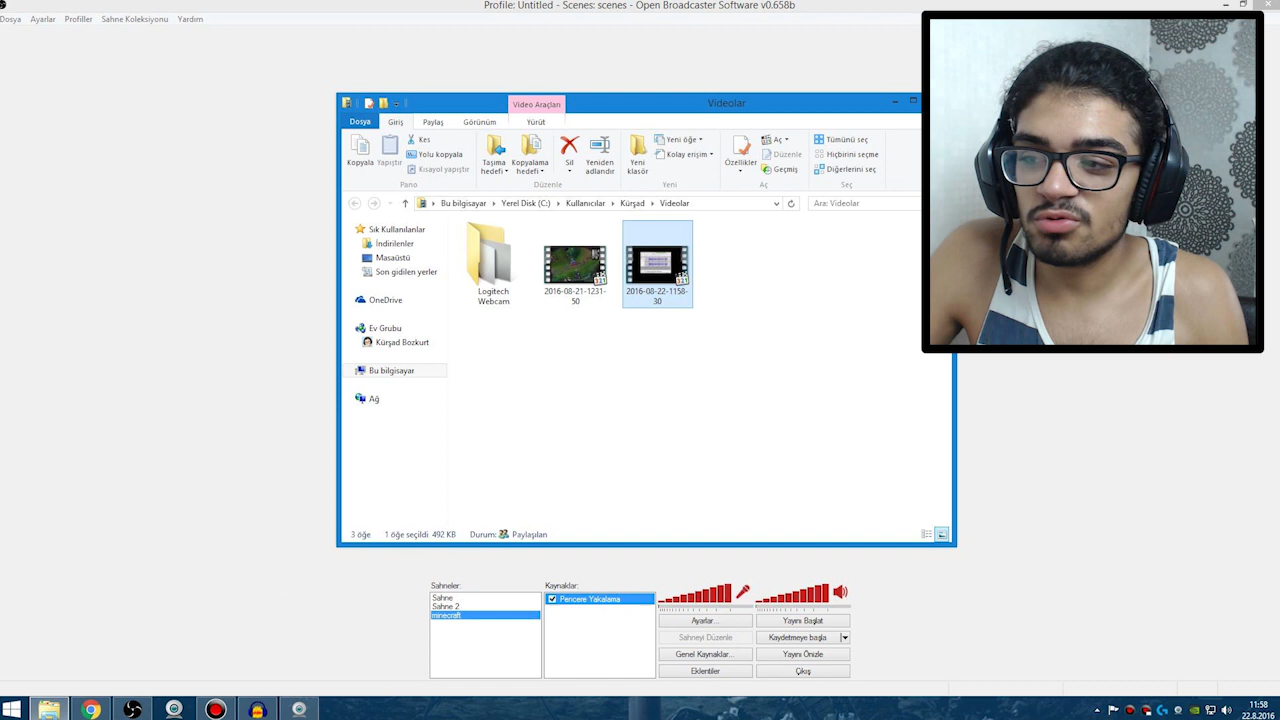 Profile: Untitled - Scenes: scenes - Open Broadcaster Software v0.658b
Dosya Ayarlar Profiller Sahne Koleksiyonu Yardım
Video Araçları Videolar
Dosya Giriş Paylaş Görünüm Yürüt
Kopyala
Yapıştır
Kes
Yolu kopyala
Kısayol yapıştır
Pano
Taşıma hedefi
Kopyalama hedefi
Sil
Yeniden adlandır
Düzenle
Yeni klasör
Yeni öğe
Kolay erişim
Yeni
Özellikler
Aç
Düzenle
Geçmiş
Aç
Tümünü seç
Hiçbirini seçme
Diğerlerini seç
Seç
Bu bilgisayar Yerel Disk (C:) Kullanıcılar Kürşad Videolar
Ara: Videolar
Sık Kullanılanlar
İndirilenler
Masaüstü
Son gidilen yerler
OneDrive
Ev Grubu
Kürşad Bozkurt
Bu bilgisayar
Ağ
Logitech
Webcam
2016-08-21-1231-
50
2016-08-22-1158-
30
3 öğe 1 öğe seçildi 492 KB Durum: Paylaşılan
Sahneler:
Sahne
Sahne 2
minecraft
Kaynaklar:
Pencere Yakalama
Ayarlar... Yayını Başlat
Sahneyi Düzenle Kaydetmeye başla
Genel Kaynaklar... Yayını Önizle
Eklentiler Çıkış
11:58
22.8.2016